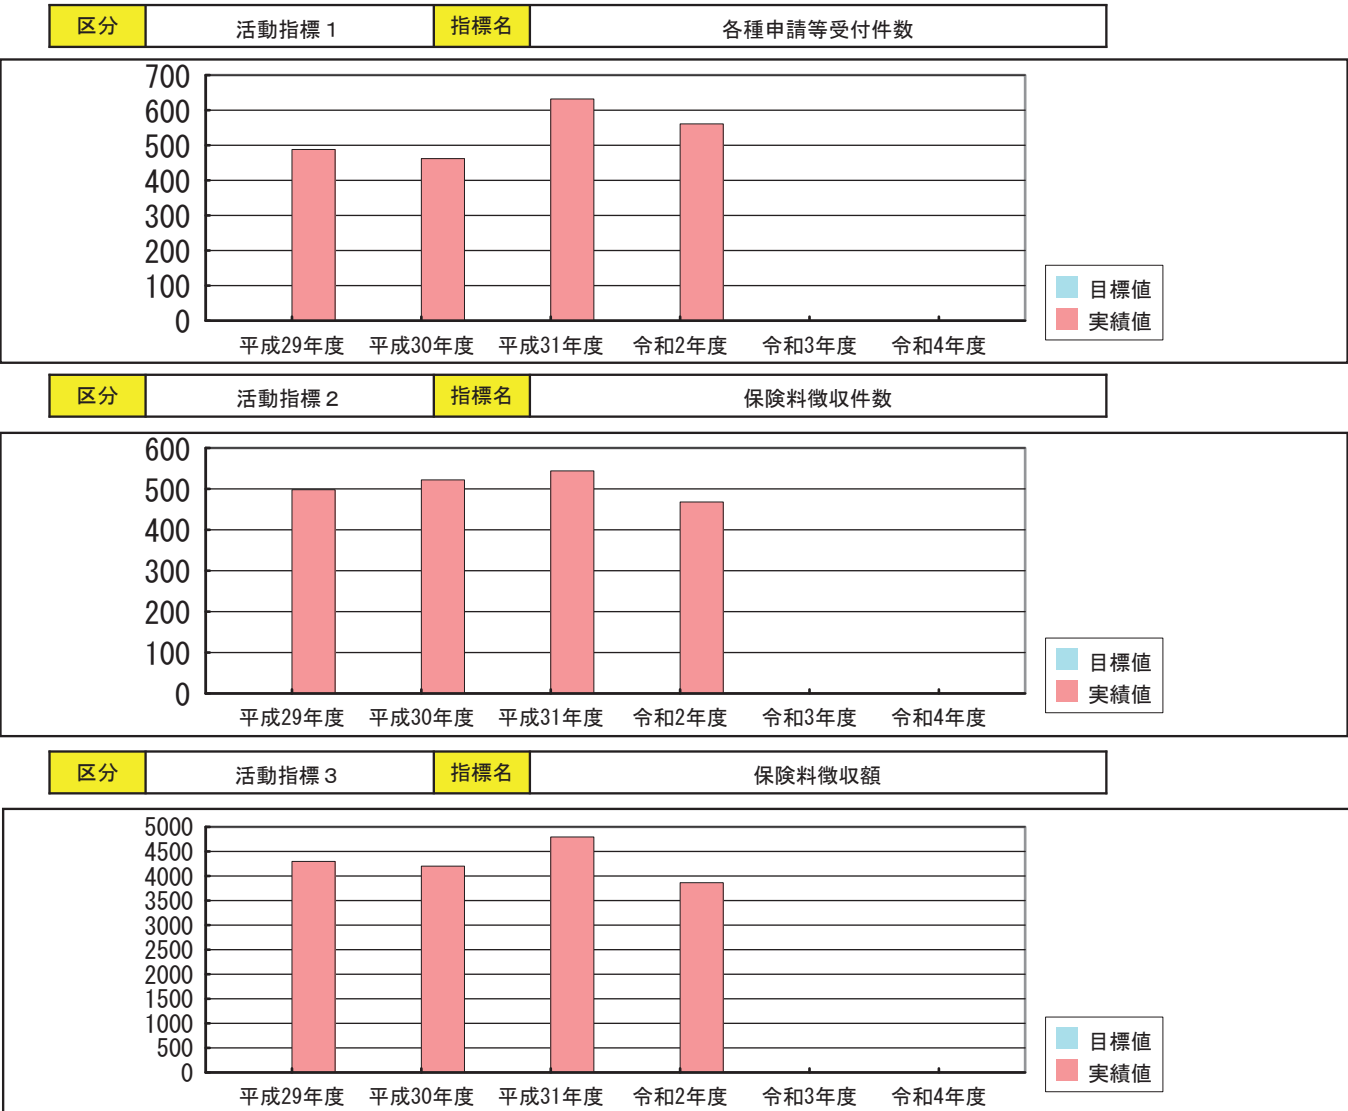 区分 活動指標１ 指標名 各種申請等受付件数
700
600
500
400
300
200
100
0
平成29年度 平成30年度 平成31年度 令和2年度 令和3年度 令和4年度
目標値
実績値
区分 活動指標２ 指標名 保険料徴収件数
600
500
400
300
200
100
0
平成29年度 平成30年度 平成31年度 令和2年度 令和3年度 令和4年度
目標値
実績値
区分 活動指標３ 指標名 保険料徴収額
5000
4500
4000
3500
3000
2500
2000
1500
1000
500
0
平成29年度 平成30年度 平成31年度 令和2年度 令和3年度 令和4年度
目標値
実績値